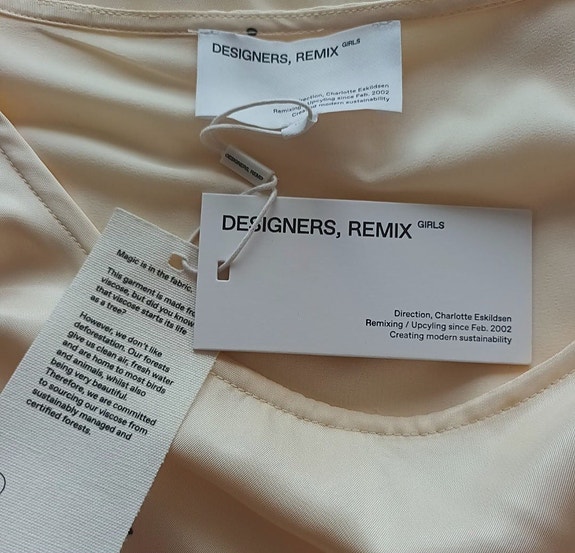 DESIGNERS, REMIX GIRLS
Direction, Charlotte Eskildsen
Remixing / Upcyling since Feb. 2002
Creating modern sustainability
DESIGNERS, REMIX
DESIGNERS, REMIX GIRLS
Direction, Charlotte Eskildsen
Remixing / Upcyling since Feb. 2002
Creating modern sustainability
Magic is in the fabric.
This garment is made from
viscose, but did you know
that viscose starts its life
as a tree?
However, we don't like
deforestation. Our forests
give us clean air, fresh water
and are home to most birds
and animals, whilst also
being very beautiful.
Therefore, we are committed
to sourcing our viscose from
sustainably managed and
certified forests.